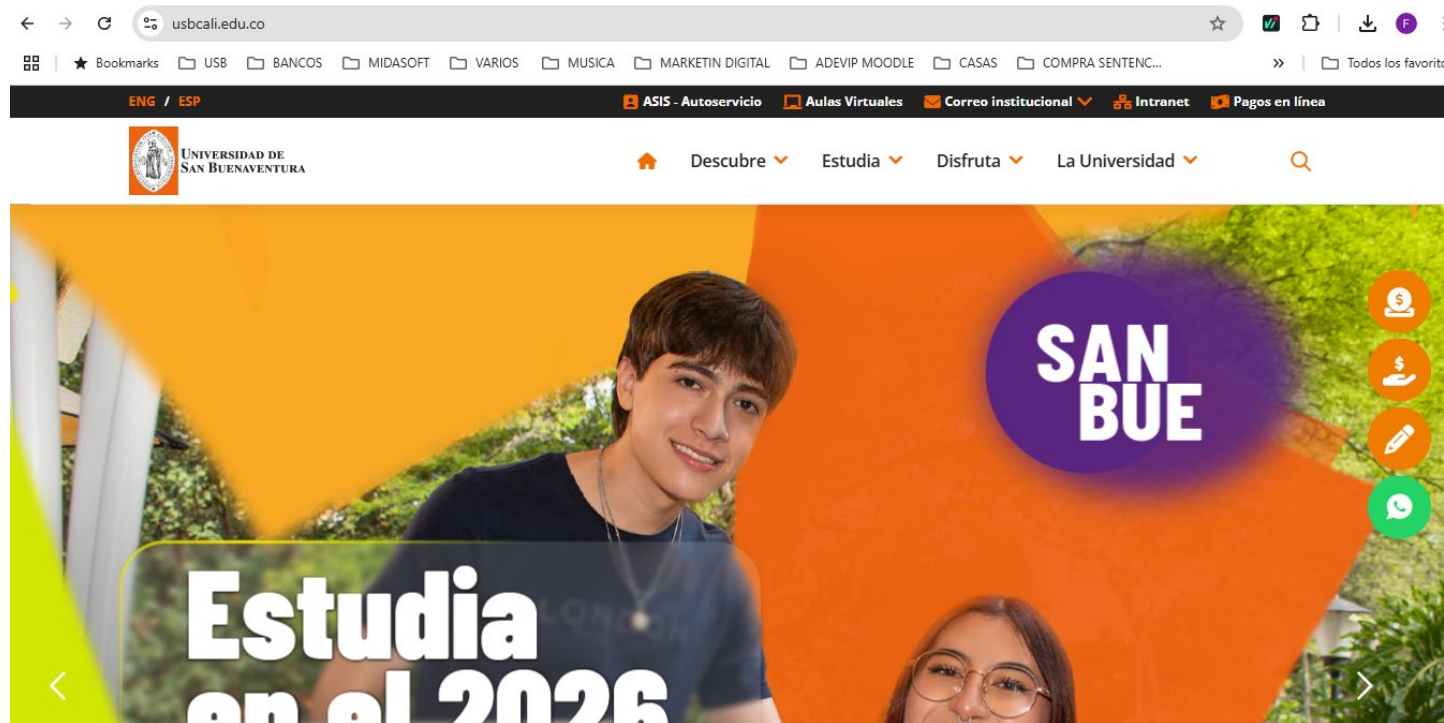 usbcali.edu.co
F
Bookmarks USB BANCOS MIDASOFT VARIOS MUSICA MARKETIN DIGITAL ADEVIP MOODLE CASAS COMPRA SENTENC... » Todos los favorito
ENG / ESP ASIS - Autoservicio Aulas Virtuales Correo institucional Intranet Pagos en línea
UNIVERSIDAD DE
SAN BUENAVENTURA
Descubre Estudia Disfruta La Universidad
SAN
BUE
LONDON
Estudia
en el 2026